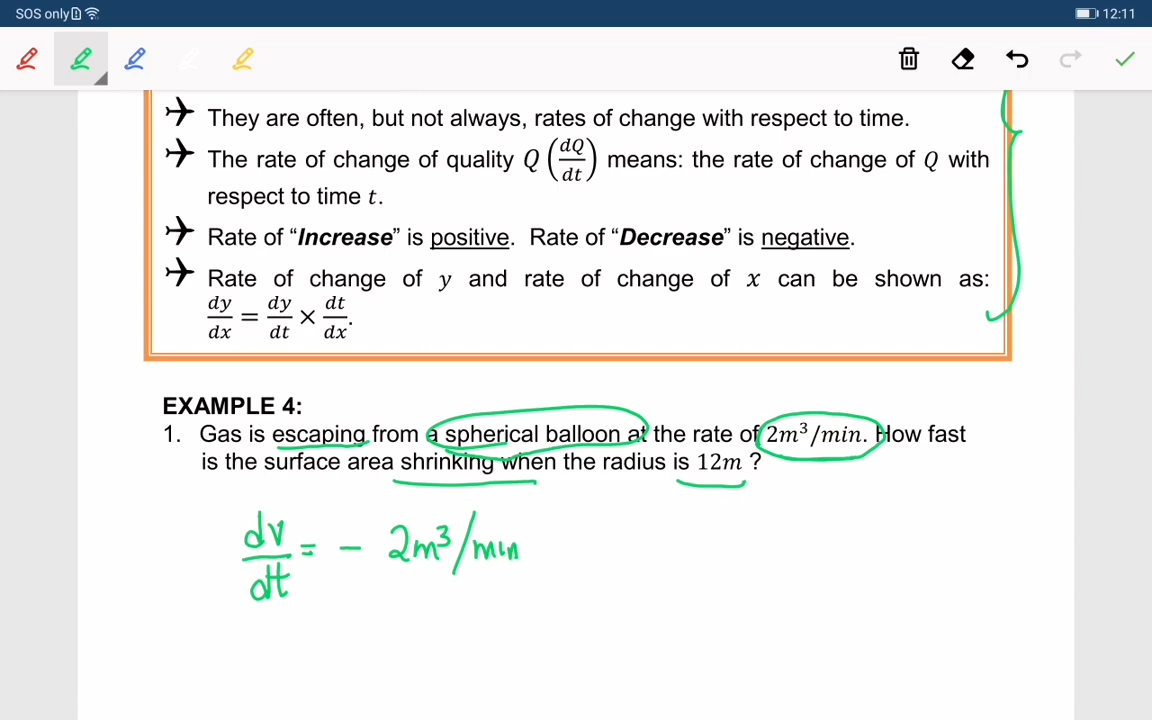 SOS only
12:11
They are often, but not always, rates of change with respect to time.
The rate of change of quality Q (dQ/dt) means: the rate of change of Q with
respect to time t.
Rate of “Increase” is positive. Rate of “Decrease” is negative.
Rate of change of y and rate of change of x can be shown as:
dy/dx = dy/dt × dt/dx.
EXAMPLE 4:
1. Gas is escaping from a spherical balloon at the rate of 2m³/min. How fast
is the surface area shrinking when the radius is 12m ?
dv/dt = - 2m³/min